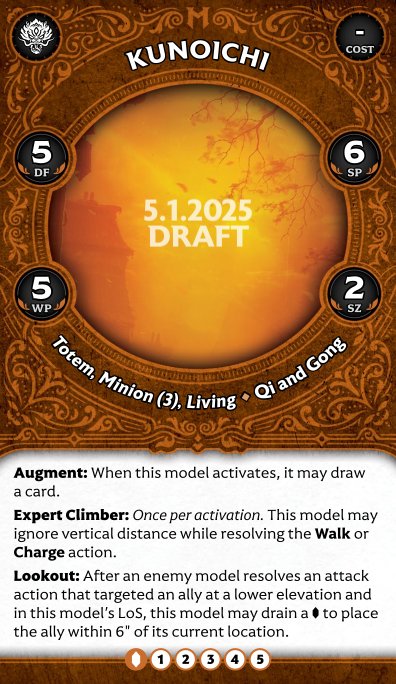 -
COST
KUNOICHI
5
DF
6
SP
5.1.2025
DRAFT
5
WP
2
SZ
Totem, Minion (3), Living ⬥ Qi and Gong
Augment: When this model activates, it may draw
a card.
Expert Climber: Once per activation. This model may
ignore vertical distance while resolving the Walk or
Charge action.
Lookout: After an enemy model resolves an attack
action that targeted an ally at a lower elevation and
in this model's LoS, this model may drain a ⬮ to place
the ally within 6" of its current location.
1 2 3 4 5